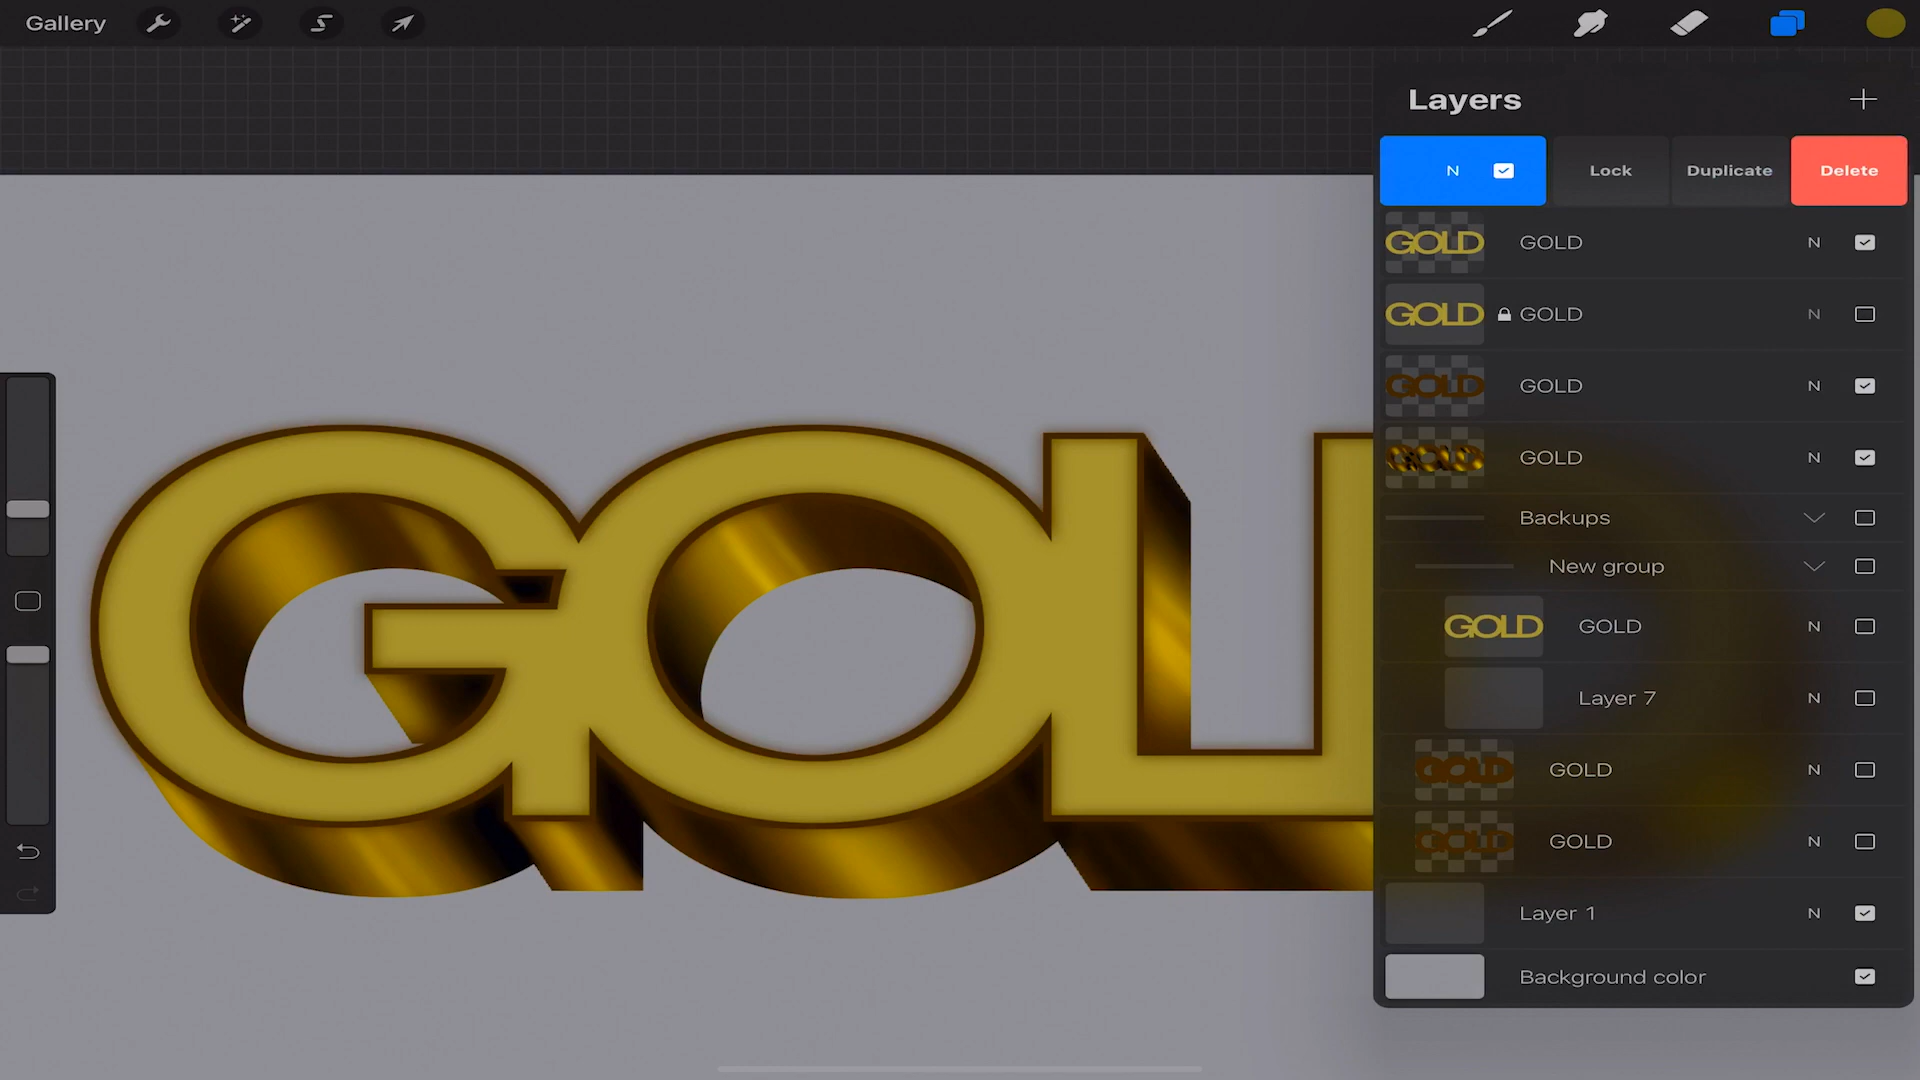 Gallery
Layers
N Lock Duplicate Delete
GOLD GOLD N
GOLD GOLD N
GOLD GOLD N
GOLD GOLD N
Backups
New group
GOLD GOLD N
Layer 7 N
GOLD GOLD N
GOLD GOLD N
Layer 1 N
Background color
GOL